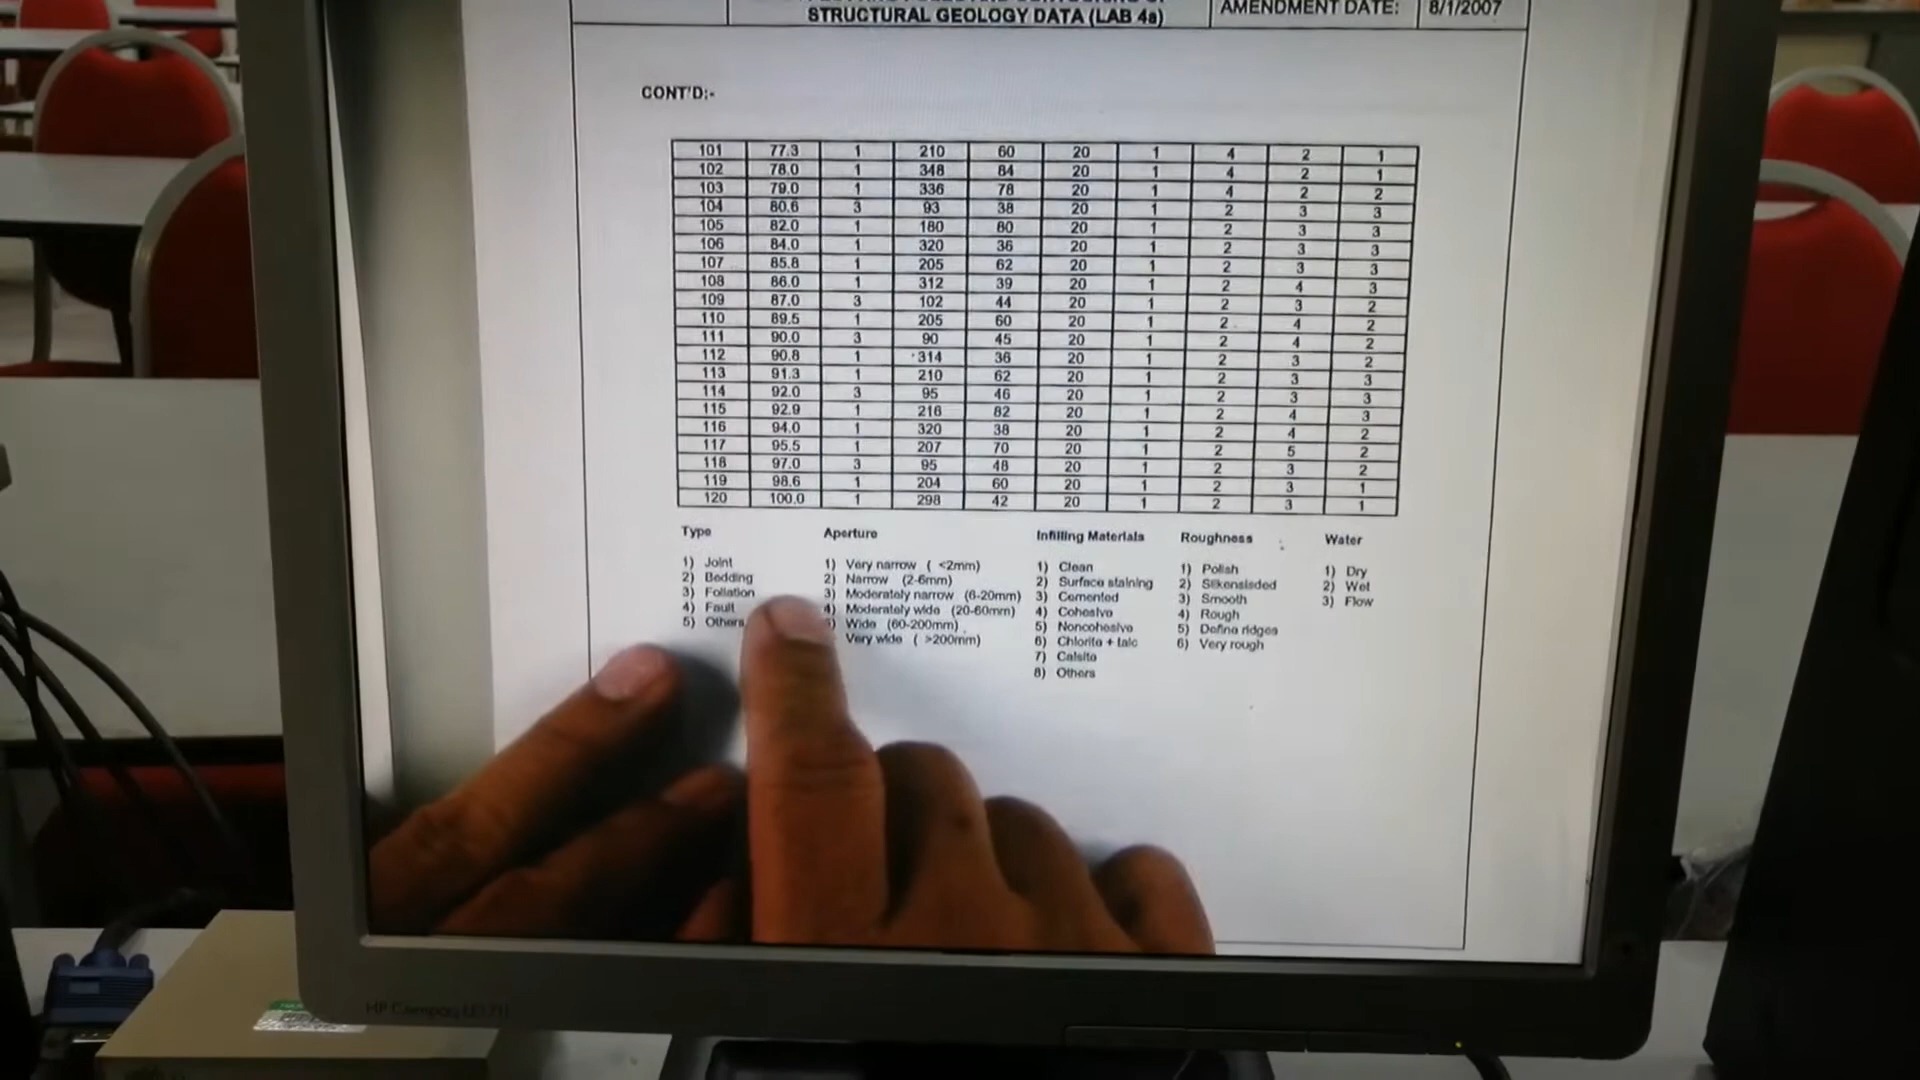 STRUCTURAL GEOLOGY DATA (LAB 4a)
AMENDMENT DATE: 8/1/2007
CONT'D:-
101 77.3 1 210 60 20 1 4 2 1
102 78.0 1 348 84 20 1 4 2 1
103 79.0 1 336 78 20 1 4 2 2
104 80.6 3 93 38 20 1 2 3 3
105 82.0 1 180 80 20 1 2 3 3
106 84.0 1 320 36 20 1 2 3 3
107 85.8 1 205 62 20 1 2 3 3
108 86.0 1 312 39 20 1 2 4 3
109 87.0 3 102 44 20 1 2 3 2
110 89.5 1 205 60 20 1 2 4 2
111 90.0 3 90 45 20 1 2 4 2
112 90.8 1 314 36 20 1 2 3 2
113 91.3 1 210 62 20 1 2 3 3
114 92.0 3 95 46 20 1 2 3 3
115 92.9 1 216 82 20 1 2 4 3
116 94.0 1 320 38 20 1 2 4 2
117 95.5 1 207 70 20 1 2 5 2
118 97.0 3 95 48 20 1 2 3 2
119 98.6 1 204 60 20 1 2 3 1
120 100.0 1 298 42 20 1 2 3 1
Type
1) Joint
2) Bedding
3) Foliation
4) Fault
5) Others
Aperture
1) Very narrow ( <2mm)
2) Narrow (2-6mm)
3) Moderately narrow (6-20mm)
4) Moderately wide (20-60mm)
Wide (60-200mm)
Very wide ( >200mm)
Infilling Materials
1) Clean
2) Surface staining
3) Cemented
4) Cohesive
5) Noncohesive
6) Chlorite + talc
7) Calsite
8) Others
Roughness
1) Polish
2) Slikensisded
3) Smooth
4) Rough
5) Define ridges
6) Very rough
Water
1) Dry
2) Wet
3) Flow
HP Compaq